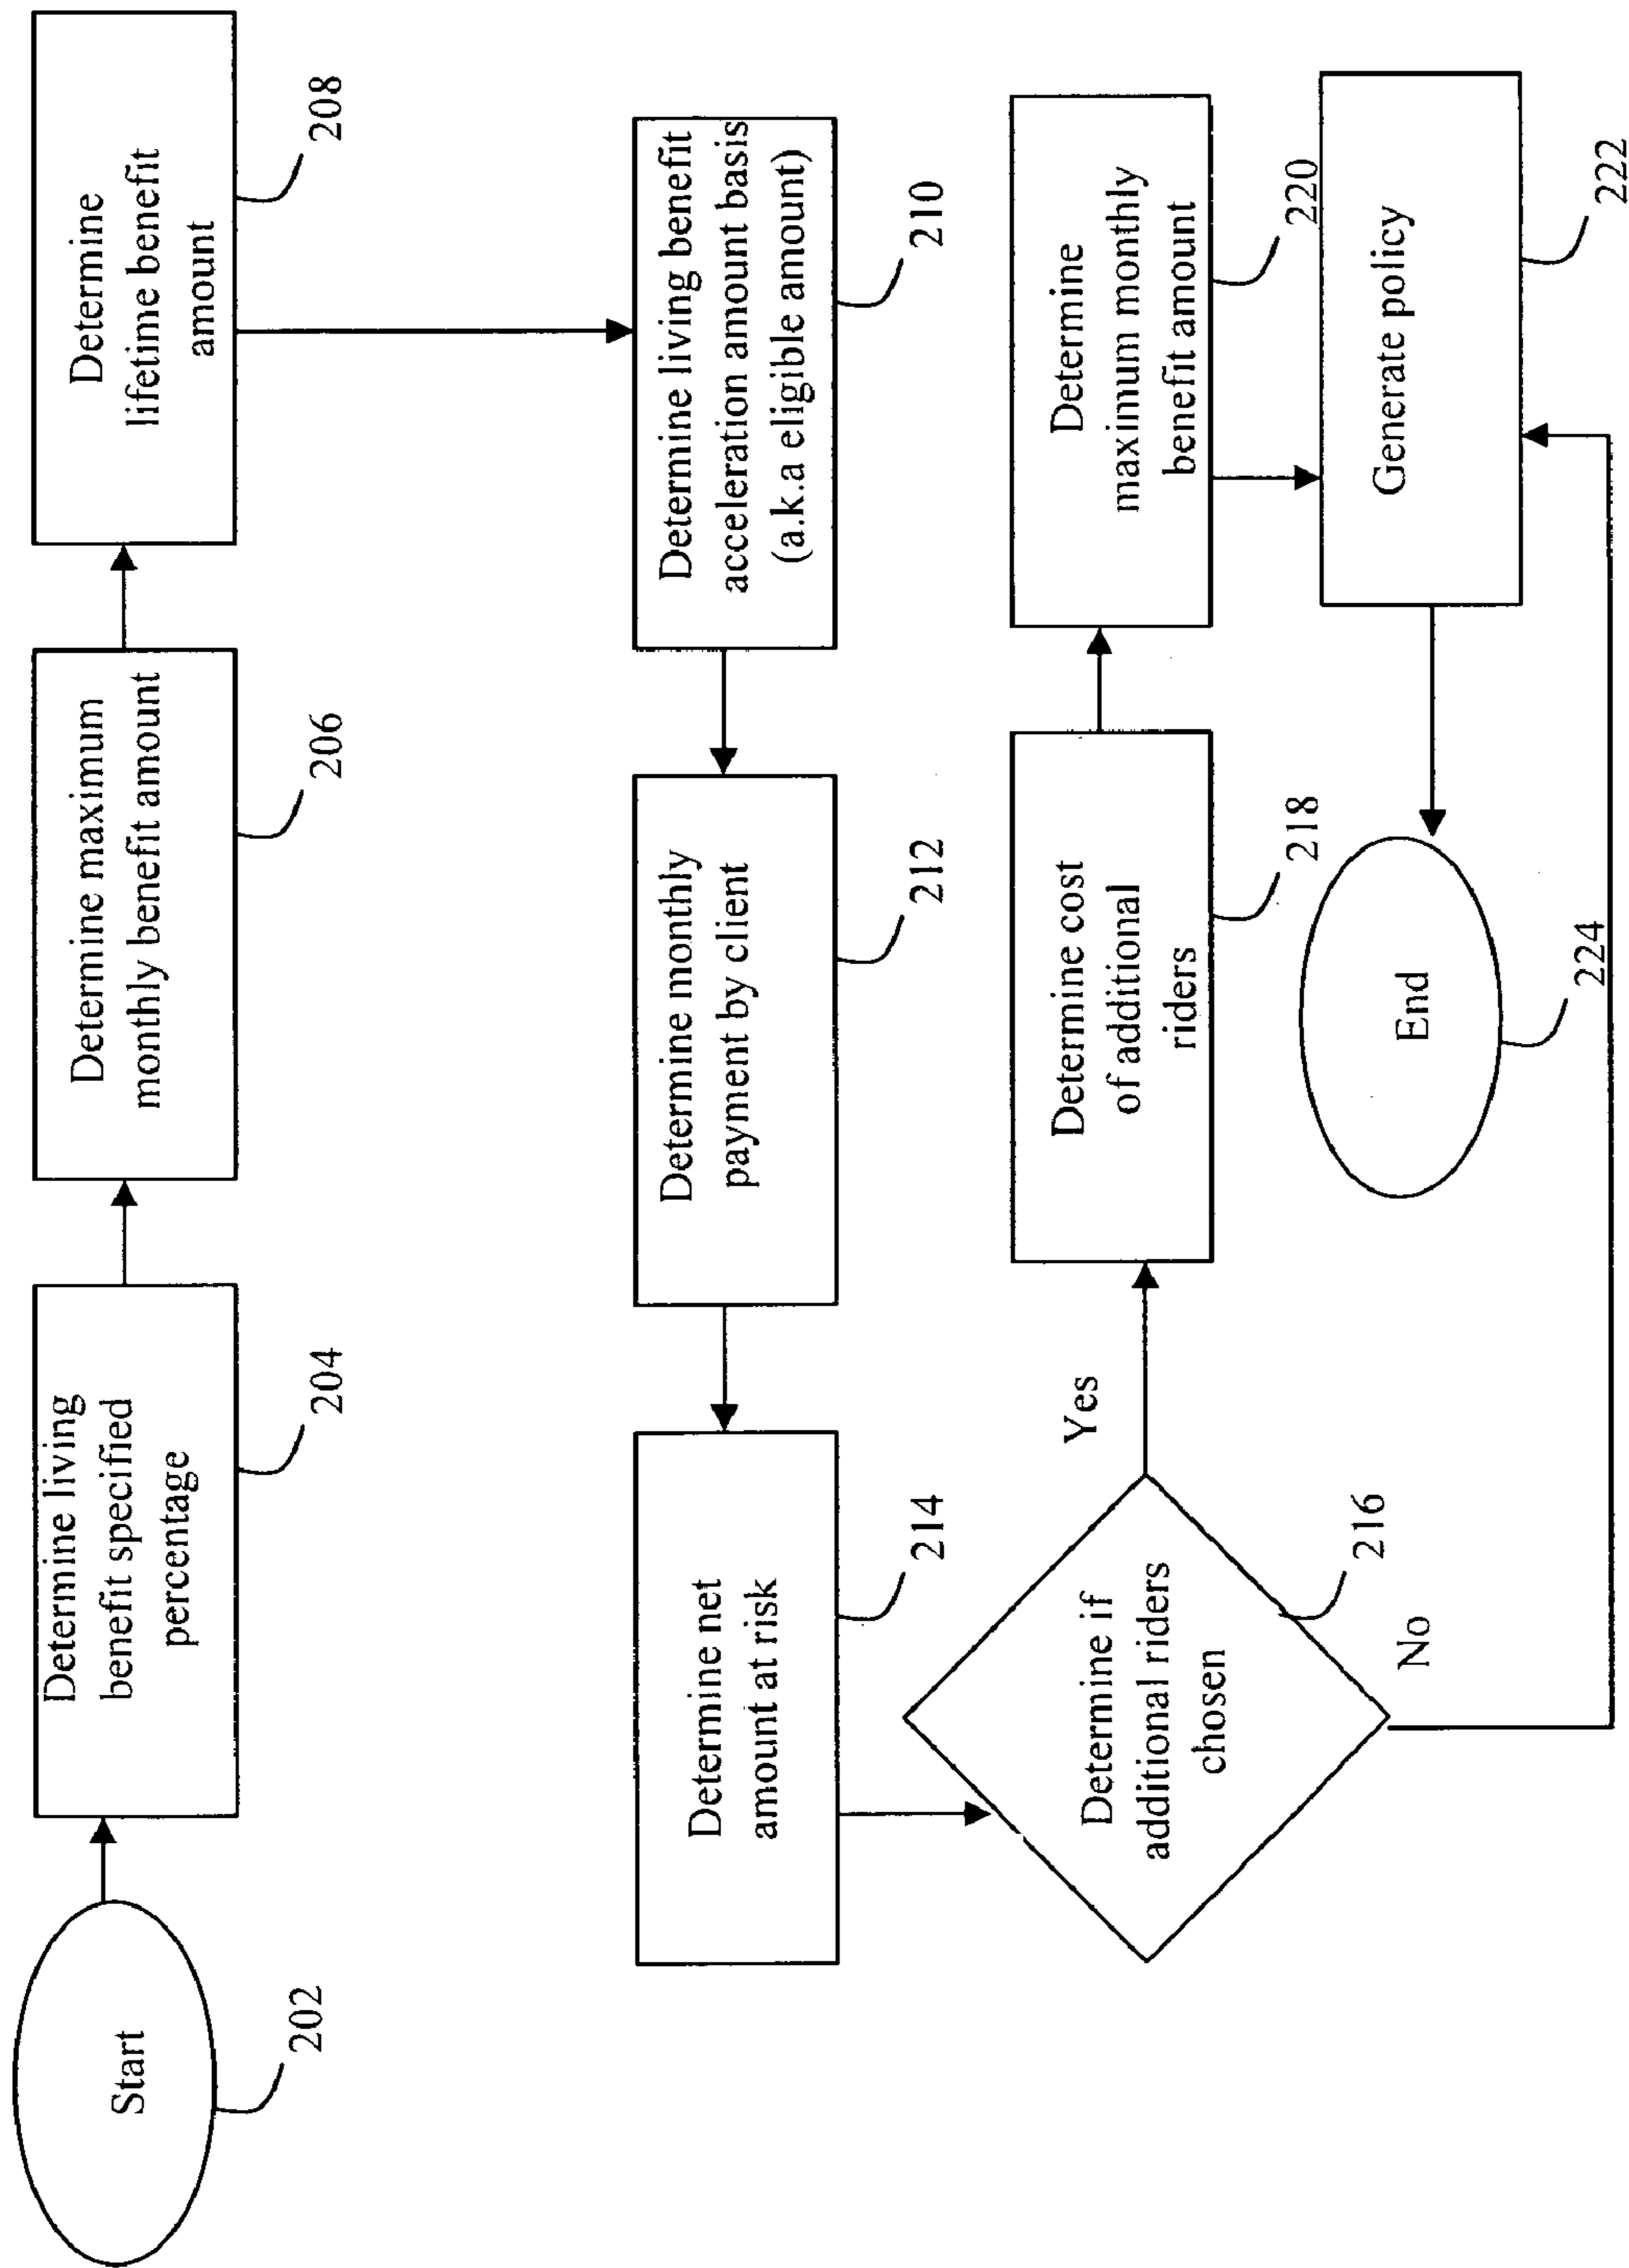 Start
202
Determine living
benefit specified
percentage
204
Determine maximum
monthly benefit amount
206
Determine
lifetime benefit
amount
208
Determine living benefit
acceleration amount basis
(a.k.a eligible amount)
210
Determine monthly
payment by client
212
Determine net
amount at risk
214
Determine if
additional riders
chosen
216
Yes
No
Determine cost
of additional
riders
218
Determine
maximum monthly
benefit amount
220
Generate policy
222
End
224